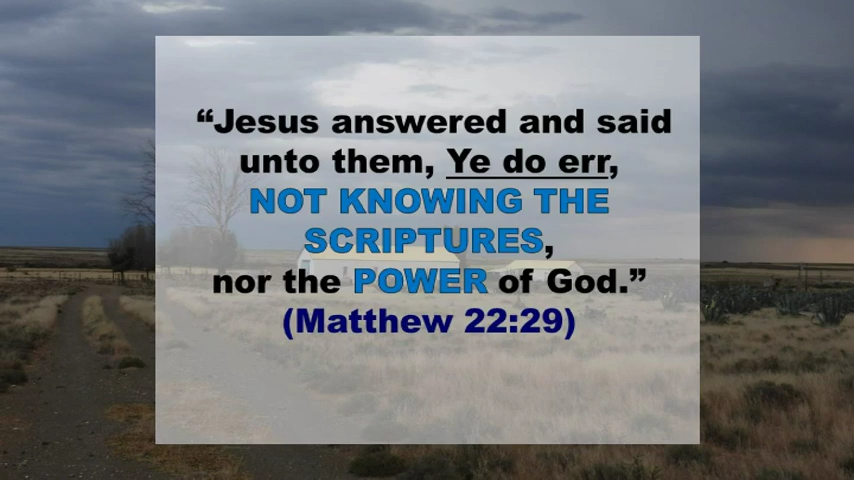 “Jesus answered and said
unto them, Ye do err,
NOT KNOWING THE
SCRIPTURES,
nor the POWER of God.”
(Matthew 22:29)